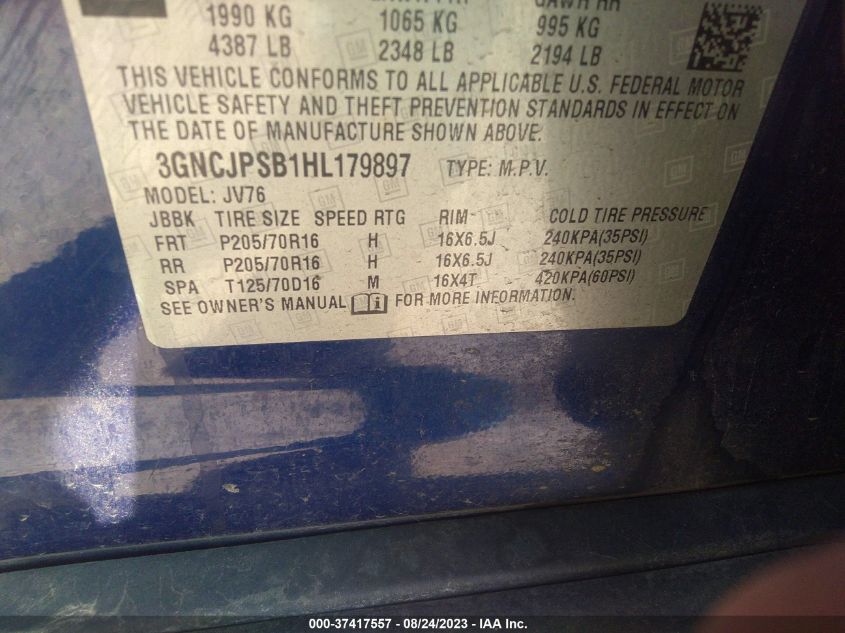 1990 KG 1065 KG 995 KG
4387 LB 2348 LB 2194 LB
THIS VEHICLE CONFORMS TO ALL APPLICABLE U.S. FEDERAL MOTOR
VEHICLE SAFETY AND THEFT PREVENTION STANDARDS IN EFFECT ON
THE DATE OF MANUFACTURE SHOWN ABOVE.
3GNCJPSB1HL179897 TYPE: M.P.V.
MODEL: JV76
JBBK TIRE SIZE SPEED RTG RIM COLD TIRE PRESSURE
FRT P205/70R16 H 16X6.5J 240KPA(35PSI)
RR P205/70R16 H 16X6.5J 240KPA(35PSI)
SPA T125/70D16 M 16X4T 420KPA(60PSI)
SEE OWNER'S MANUAL FOR MORE INFORMATION.
000-37417557 - 08/24/2023 - IAA Inc.